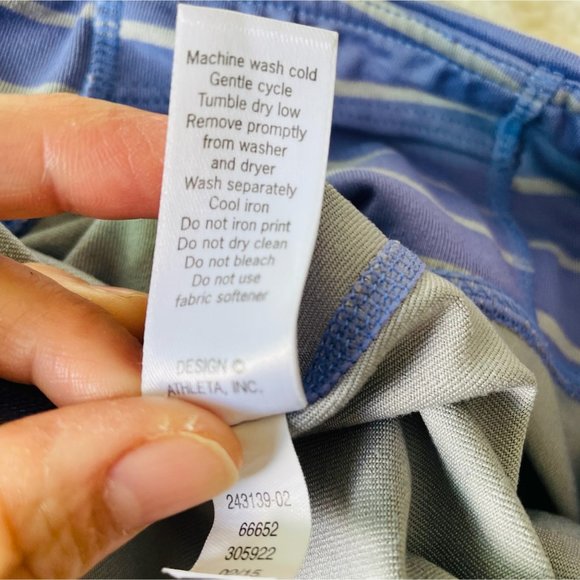 Machine wash cold
Gentle cycle
Tumble dry low
Remove promptly
from washer
and dryer
Wash separately
Cool iron
Do not iron print
Do not dry clean
Do not bleach
Do not use
fabric softener
DESIGN ©
ATHLETA, INC.
243139-02
66652
305922